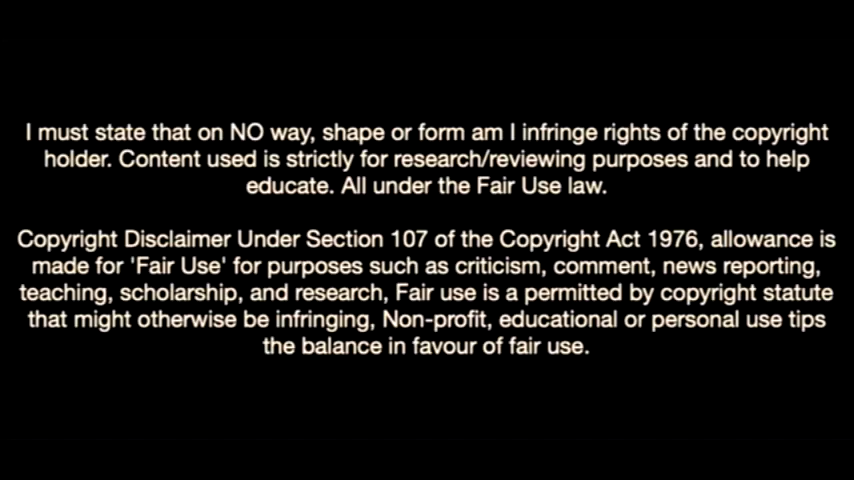 I must state that on NO way, shape or form am I infringe rights of the copyright
holder. Content used is strictly for research/reviewing purposes and to help
educate. All under the Fair Use law.
Copyright Disclaimer Under Section 107 of the Copyright Act 1976, allowance is
made for 'Fair Use' for purposes such as criticism, comment, news reporting,
teaching, scholarship, and research, Fair use is a permitted by copyright statute
that might otherwise be infringing, Non-profit, educational or personal use tips
the balance in favour of fair use.